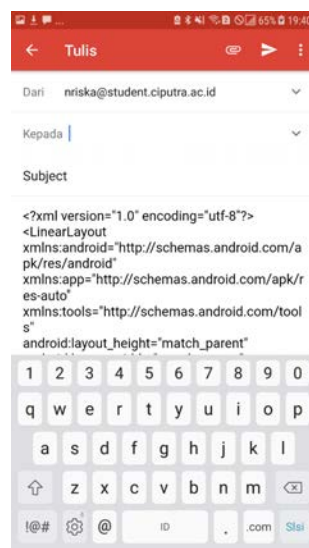 65% 19:40
Tulis
Dari nriska@student.ciputra.ac.id
Kepada
Subject
<?xml version="1.0" encoding="utf-8"?>
<LinearLayout
xmlns:android="http://schemas.android.com/a
pk/res/android"
xmlns:app="http://schemas.android.com/apk/r
es-auto"
xmlns:tools="http://schemas.android.com/tool
s"
android:layout_height="match_parent"
1 2 3 4 5 6 7 8 9 0
q w e r t y u i o p
a s d f g h j k l
z x c v b n m
!@# @ ID . .com Slsi